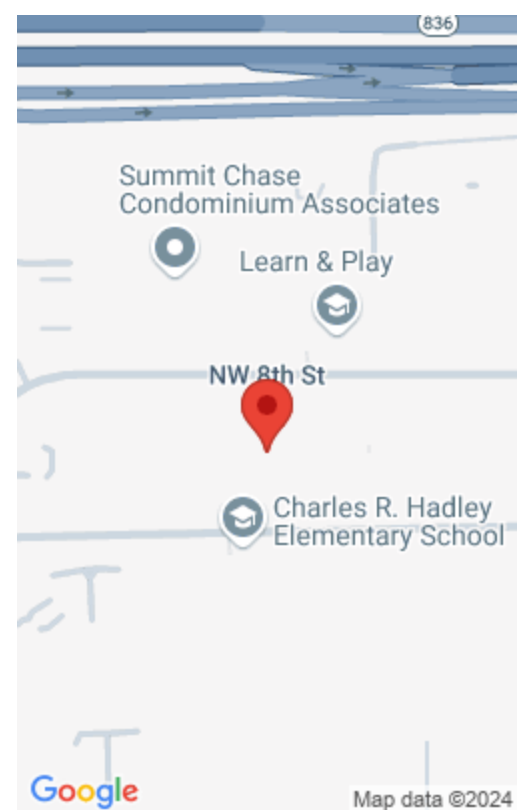 836
Summit Chase
Condominium Associates
Learn & Play
NW 8th St
Charles R. Hadley
Elementary School
Google
Map data ©2024